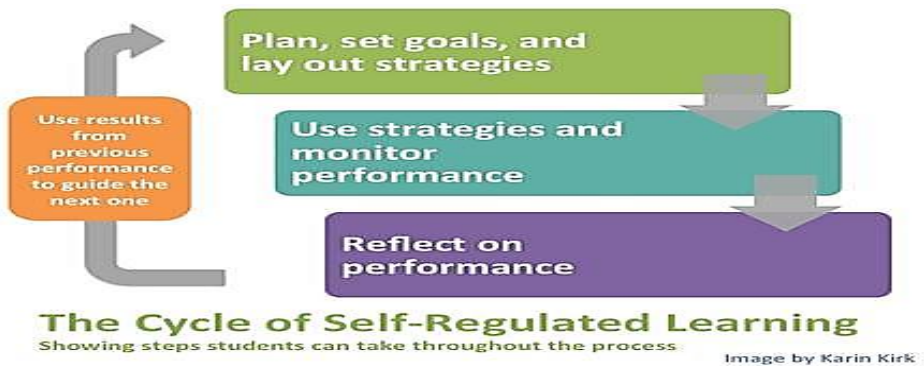 Plan, set goals, and
lay out strategies
Use results
from
previous
performance
to guide the
next one
Use strategies and
monitor
performance
Reflect on
performance
The Cycle of Self-Regulated Learning
Showing steps students can take throughout the process
Image by Karin Kirk